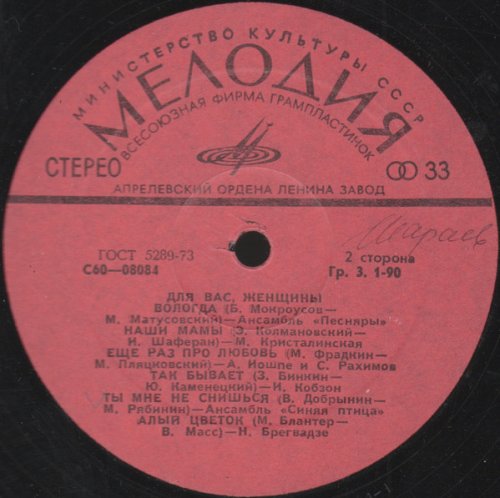 МИНИСТЕРСТВО КУЛЬТУРЫ СССР
МЕЛОДИЯ
ВСЕСОЮЗНАЯ ФИРМА ГРАМПЛАСТИНОК
СТЕРЕО
33
АПРЕЛЕВСКИЙ ОРДЕНА ЛЕНИНА ЗАВОД
ГОСТ 5289-73
С60—08084
2 сторона
Гр. 3. 1-90
ДЛЯ ВАС, ЖЕНЩИНЫ
ВОЛОГДА (Б. Мокроусов—
М. Матусовский)—Ансамбль «Песняры»
НАШИ МАМЫ (Э. Колмановский—
И. Шаферан)—М. Кристалинская
ЕЩЕ РАЗ ПРО ЛЮБОВЬ (М. Фрадкин—
М. Пляцковский)—А. Иошпе и С. Рахимов
ТАК БЫВАЕТ (З. Бинкин—
Ю. Каменецкий)—И. Кобзон
ТЫ МНЕ НЕ СНИШЬСЯ (В. Добрынин—
М. Рябинин)—Ансамбль «Синяя птица»
АЛЫЙ ЦВЕТОК (М. Блантер—
В. Масс)—Н. Брегвадзе